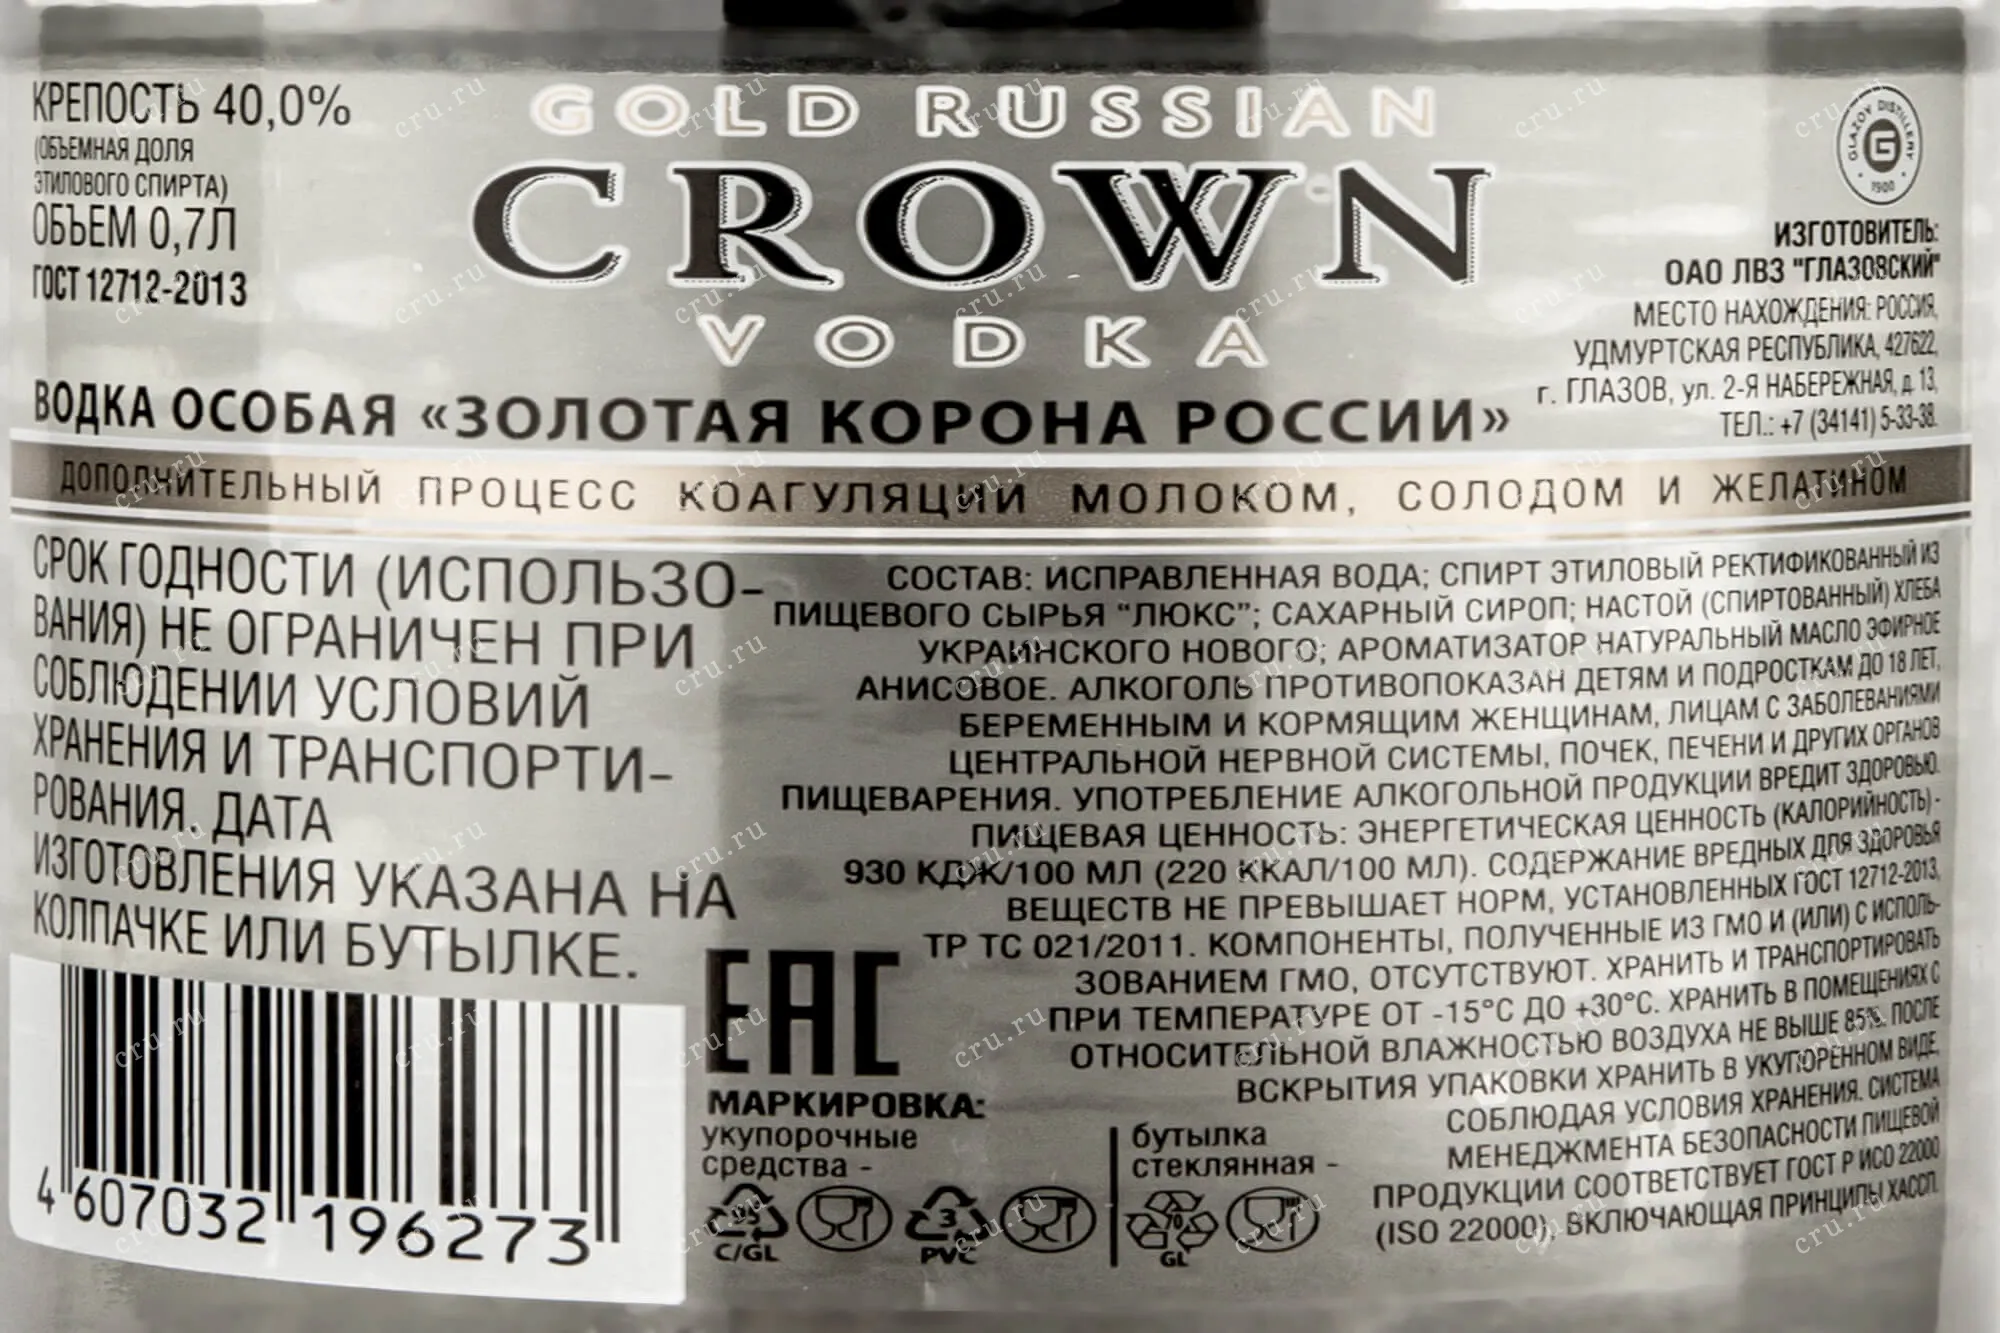 КРЕПОСТЬ 40,0%
(ОБЪЕМНАЯ ДОЛЯ
ЭТИЛОВОГО СПИРТА)
ОБЪЕМ 0,7Л
ГОСТ 12712-2013
GOLD RUSSIAN
CROWN
VODKA
GLAZOV DISTILLERY
G
1900
ИЗГОТОВИТЕЛЬ:
ОАО ЛВЗ "ГЛАЗОВСКИЙ"
МЕСТО НАХОЖДЕНИЯ: РОССИЯ,
УДМУРТСКАЯ РЕСПУБЛИКА, 427622,
г. ГЛАЗОВ, ул. 2-Я НАБЕРЕЖНАЯ, д. 13,
ТЕЛ.: +7 (34141) 5-33-38.
ВОДКА ОСОБАЯ «ЗОЛОТАЯ КОРОНА РОССИИ»
ДОПОЛНИТЕЛЬНЫЙ ПРОЦЕСС КОАГУЛЯЦИИ МОЛОКОМ, СОЛОДОМ И ЖЕЛАТИНОМ
СРОК ГОДНОСТИ (ИСПОЛЬЗО-
ВАНИЯ) НЕ ОГРАНИЧЕН ПРИ
СОБЛЮДЕНИИ УСЛОВИЙ
ХРАНЕНИЯ И ТРАНСПОРТИ-
РОВАНИЯ. ДАТА
ИЗГОТОВЛЕНИЯ УКАЗАНА НА
КОЛПАЧКЕ ИЛИ БУТЫЛКЕ.
4 607032 196273
СОСТАВ: ИСПРАВЛЕННАЯ ВОДА; СПИРТ ЭТИЛОВЫЙ РЕКТИФИКОВАННЫЙ ИЗ
ПИЩЕВОГО СЫРЬЯ "ЛЮКС"; САХАРНЫЙ СИРОП; НАСТОЙ (СПИРТОВАННЫЙ) ХЛЕБА
УКРАИНСКОГО НОВОГО; АРОМАТИЗАТОР НАТУРАЛЬНЫЙ МАСЛО ЭФИРНОЕ
АНИСОВОЕ. АЛКОГОЛЬ ПРОТИВОПОКАЗАН ДЕТЯМ И ПОДРОСТКАМ ДО 18 ЛЕТ,
БЕРЕМЕННЫМ И КОРМЯЩИМ ЖЕНЩИНАМ, ЛИЦАМ С ЗАБОЛЕВАНИЯМИ
ЦЕНТРАЛЬНОЙ НЕРВНОЙ СИСТЕМЫ, ПОЧЕК, ПЕЧЕНИ И ДРУГИХ ОРГАНОВ
ПИЩЕВАРЕНИЯ. УПОТРЕБЛЕНИЕ АЛКОГОЛЬНОЙ ПРОДУКЦИИ ВРЕДИТ ЗДОРОВЬЮ.
ПИЩЕВАЯ ЦЕННОСТЬ: ЭНЕРГЕТИЧЕСКАЯ ЦЕННОСТЬ (КАЛОРИЙНОСТЬ) -
930 КДЖ/100 МЛ (220 ККАЛ/100 МЛ). СОДЕРЖАНИЕ ВРЕДНЫХ ДЛЯ ЗДОРОВЬЯ
ВЕЩЕСТВ НЕ ПРЕВЫШАЕТ НОРМ, УСТАНОВЛЕННЫХ ГОСТ 12712-2013,
ТР ТС 021/2011. КОМПОНЕНТЫ, ПОЛУЧЕННЫЕ ИЗ ГМО И (ИЛИ) С ИСПОЛЬ-
ЗОВАНИЕМ ГМО, ОТСУТСТВУЮТ. ХРАНИТЬ И ТРАНСПОРТИРОВАТЬ
ПРИ ТЕМПЕРАТУРЕ ОТ -15°С ДО +30°С. ХРАНИТЬ В ПОМЕЩЕНИЯХ С
ОТНОСИТЕЛЬНОЙ ВЛАЖНОСТЬЮ ВОЗДУХА НЕ ВЫШЕ 85%. ПОСЛЕ
ВСКРЫТИЯ УПАКОВКИ ХРАНИТЬ В УКУПОРЕННОМ ВИДЕ,
СОБЛЮДАЯ УСЛОВИЯ ХРАНЕНИЯ. СИСТЕМА
МЕНЕДЖМЕНТА БЕЗОПАСНОСТИ ПИЩЕВОЙ
ПРОДУКЦИИ СООТВЕТСТВУЕТ ГОСТ Р ИСО 22000
(ISO 22000), ВКЛЮЧАЮЩАЯ ПРИНЦИПЫ ХАССП.
EAC
МАРКИРОВКА:
укупорочные
средства -
95
C/GL
3
PVC
бутылка
стеклянная -
70
GL
cru.ru